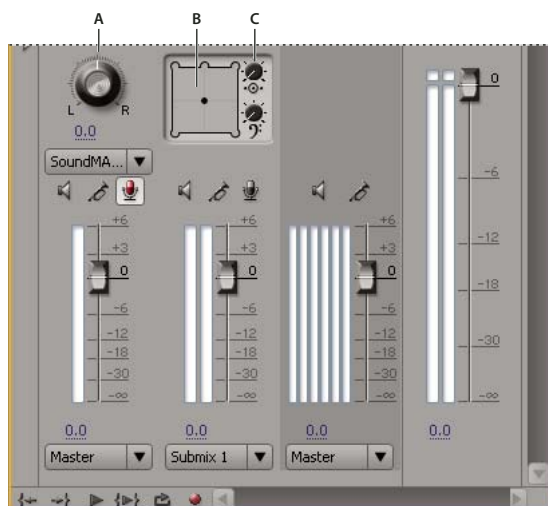 A B C
L R
0.0
SoundMA...
0
+6 +6 +6
+3 +3 +3
0 0 0
-6 -6 -6
-12 -12 -12
-18 -18 -18
-30 -30 -30
-∞ -∞ -∞
-6
-12
-18
-30
-∞
0.0 0.0 0.0 0.0
Master Submix 1 Master